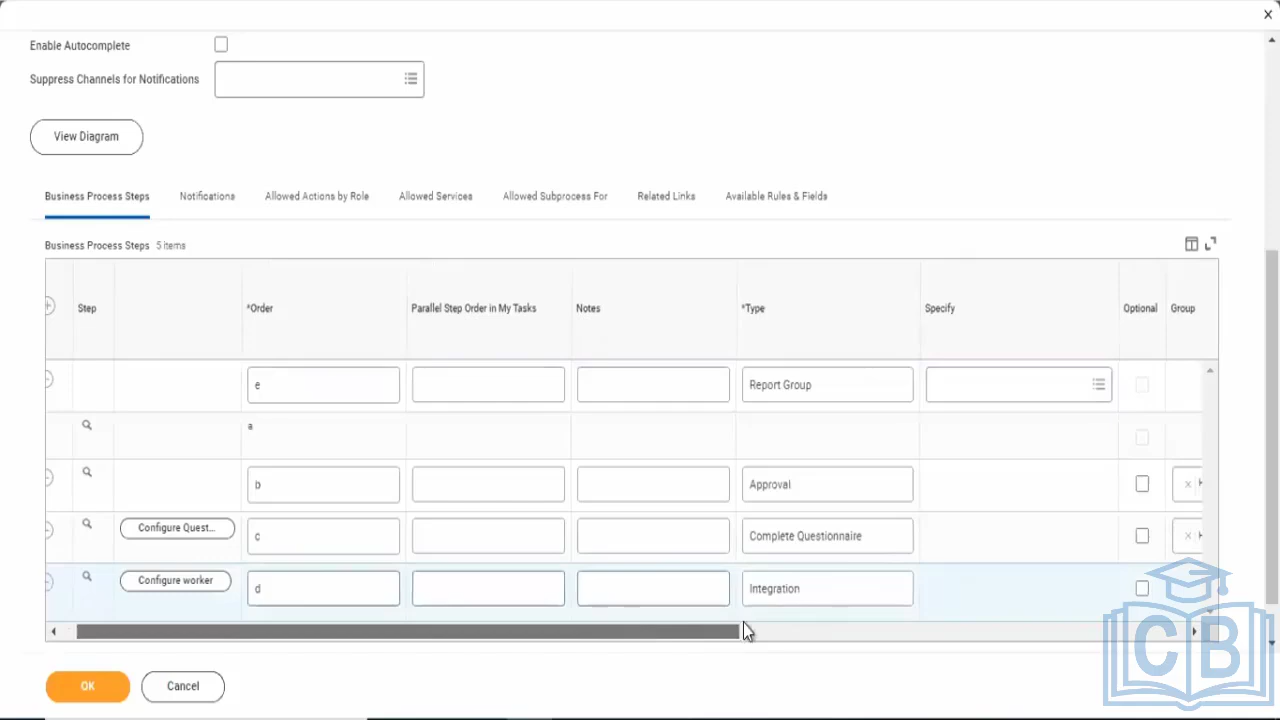 Enable Autocomplete
Suppress Channels for Notifications
View Diagram
Business Process Steps Notifications Allowed Actions by Role Allowed Services Allowed Subprocess For Related Links Available Rules & Fields
Business Process Steps 5 items
Step *Order Parallel Step Order in My Tasks Notes *Type Specify Optional Group
e Report Group
a
b Approval
Configure Quest... c Complete Questionnaire
Configure worker d Integration
OK Cancel
CB